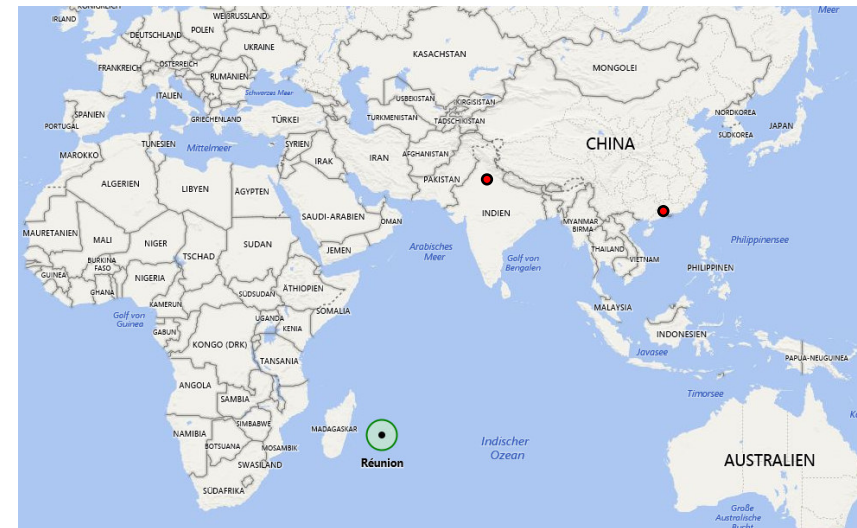 Meer
IRLAND
WEIẞRUSSLAND
POLEN
DEUTSCHLAND
UKRAINE
KASACHSTAN
MONGOLEI
FRANKREICH
ÖSTERREICH
RUMÄNIEN
ITALIEN
Schwarzes Meer
USBEKISTAN
KIRGISISTAN
NORDKOREA
SPANIEN
PORTUGAL
GRIECHENLAND
TÜRKEI
TURKMENISTAN
TADSCHIKISTAN
SÜDKOREA
JAPAN
CHINA
MAROKKO
TUNESIEN
Mittelmeer
SYRIEN
IRAK
IRAN
AFGHANISTAN
ALGERIEN
LIBYEN
ÄGYPTEN
PAKISTAN
SAUDI-ARABIEN
OMAN
INDIEN
MYANMAR
BIRMA
MAURETANIEN
MALI
NIGER
TSCHAD
SUDAN
JEMEN
Arabisches
Meer
Golf von
Bengalen
THAILAND
VIETNAM
Philippinensee
PHILIPPINEN
BURKINA
FASO
GUINEA
GHANA
NIGERIA
SÜDSUDAN
ÄTHIOPIEN
SOMALIA
KAMERUN
Golf von
Guinea
GABUN
UGANDA
KENIA
MALAYSIA
KONGO (DRK)
TANSANIA
INDONESIEN
Javasee
PAPUA-NEUGUINEA
ANGOLA
SAMBIA
Timorsee
SIMBABWE
MADAGASKAR
NAMIBIA
BOTSUANA
MOSAMBIK
Réunion
Indischer
Ozean
AUSTRALIEN
SWASILAND
SÜDAFRIKA
Große
Australische
Bucht